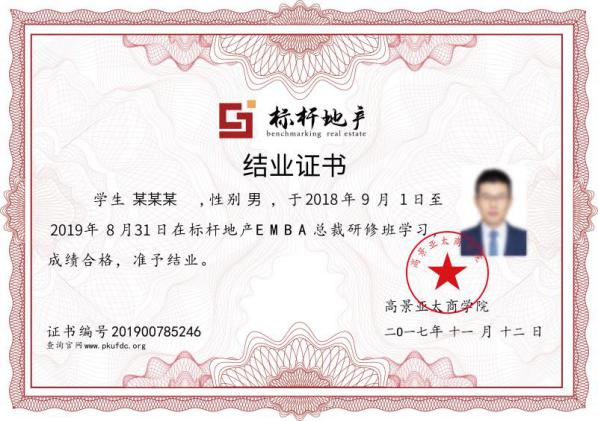 标杆地产
benchmarking real estate
结业证书
学生 某某某 ,性别 男 ，于2018年 9 月 1 日至
2019年 8 月31 日在标杆地产EMBA 总裁研修班学习，
成绩合格，准予结业。
高景亚太商学院
高景亚太商学院
二〇一七年 十一 月 十二 日
证书编号 201900785246
查询官网www.pkufdc.org